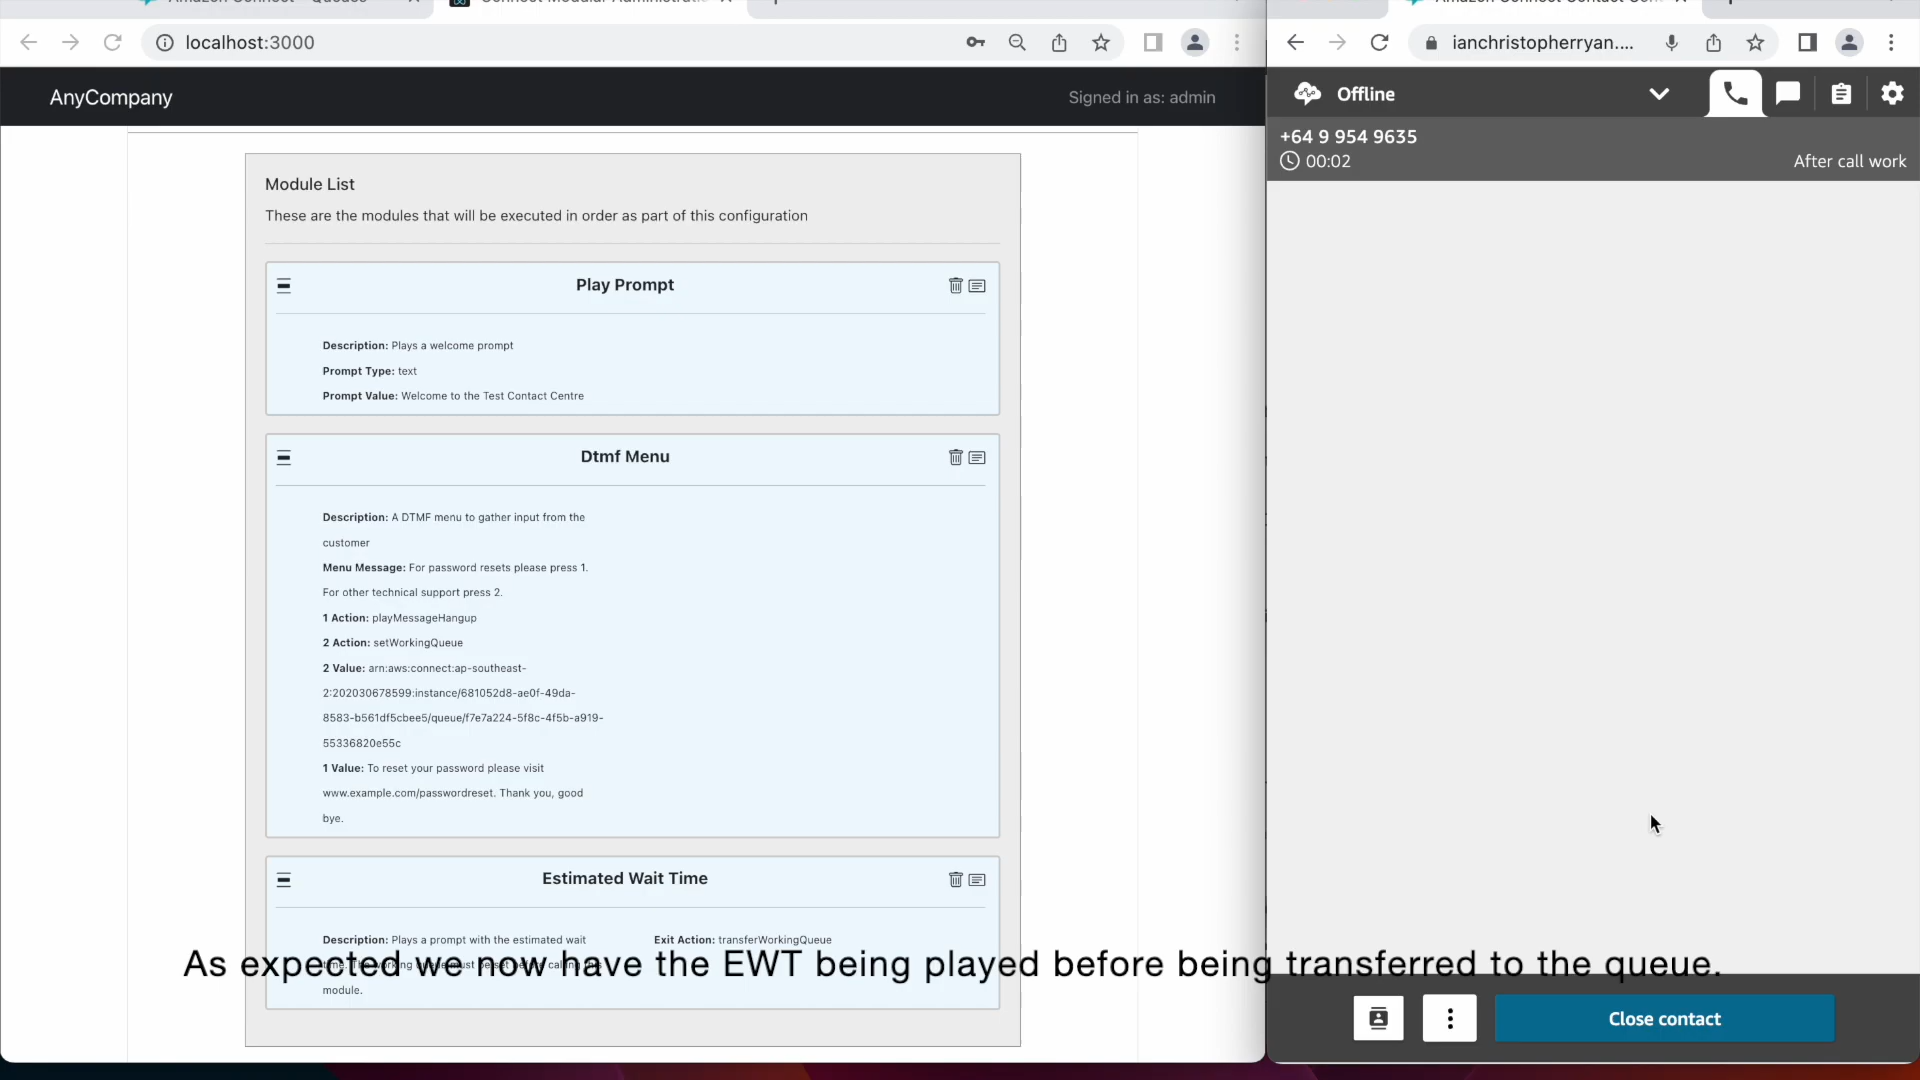 localhost:3000
ianchristopherryan....
AnyCompany
Signed in as: admin
Offline
+64 9 954 9635
00:02
After call work
Module List
These are the modules that will be executed in order as part of this configuration
Play Prompt
Description: Plays a welcome prompt
Prompt Type: text
Prompt Value: Welcome to the Test Contact Centre
Dtmf Menu
Description: A DTMF menu to gather input from the
customer
Menu Message: For password resets please press 1.
For other technical support press 2.
1 Action: playMessageHangup
2 Action: setWorkingQueue
2 Value: arn:aws:connect:ap-southeast-
2:202030678599:instance/681052d8-ae0f-49da-
8583-b561df5cbee5/queue/f7e7a224-5f8c-4f5b-a919-
55336820e55c
1 Value: To reset your password please visit
www.example.com/passwordreset. Thank you, good
bye.
Estimated Wait Time
Description: Plays a prompt with the estimated wait
module.
Exit Action: transferWorkingQueue
As expected we now have the EWT being played before being transferred to the queue.
Close contact